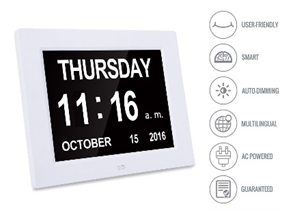 THURSDAY
11:16 a.m.
OCTOBER 15 2016
USER-FRIENDLY
SMART
AUTO-DIMMING
MULTILINGUAL
AC POWERED
GUARANTEED